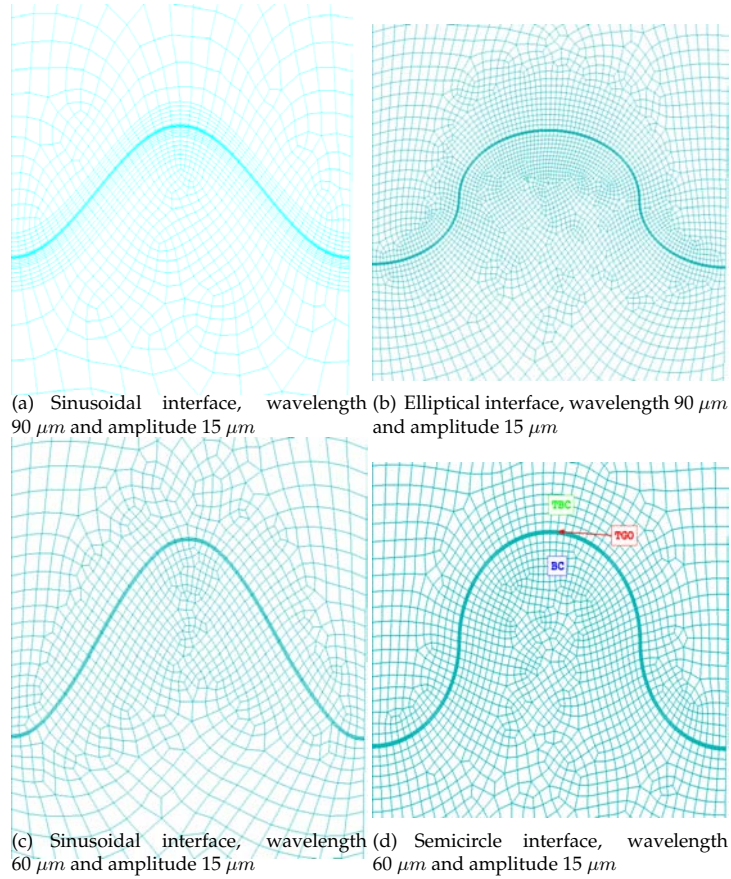 (a) Sinusoidal interface, wavelength
90 μm and amplitude 15 μm
(b) Elliptical interface, wavelength 90 μm
and amplitude 15 μm
TBC
TGO
BC
(c) Sinusoidal interface, wavelength
60 μm and amplitude 15 μm
(d) Semicircle interface, wavelength
60 μm and amplitude 15 μm